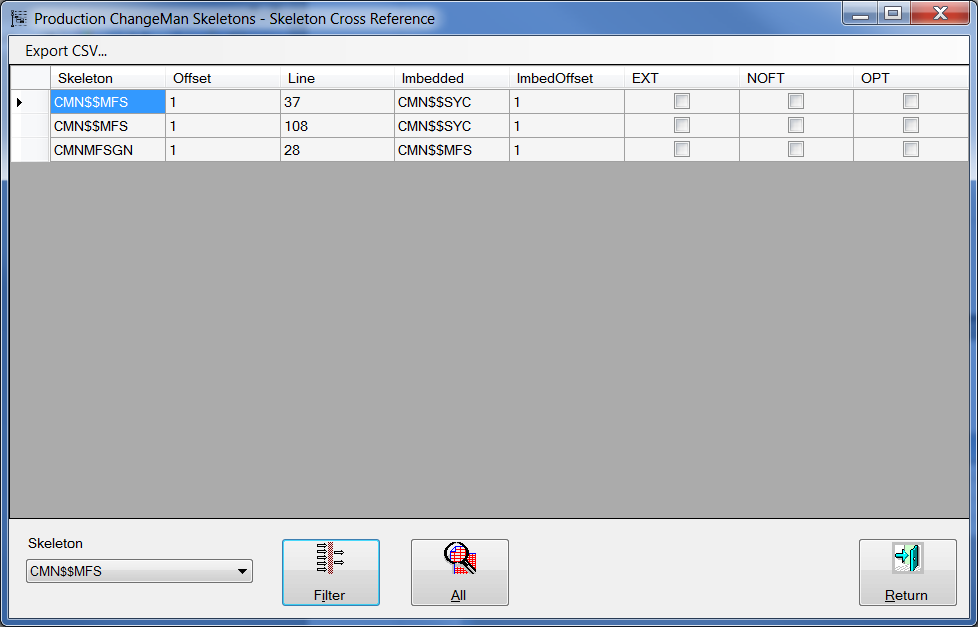 Production ChangeMan Skeletons - Skeleton Cross Reference
Export CSV...
Skeleton Offset Line Imbedded ImbedOffset EXT NOFT OPT
CMN$$MFS 1 37 CMN$$SYC 1
CMN$$MFS 1 108 CMN$$SYC 1
CMNMFSGN 1 28 CMN$$MFS 1
Skeleton
CMN$$MFS
Filter All Return